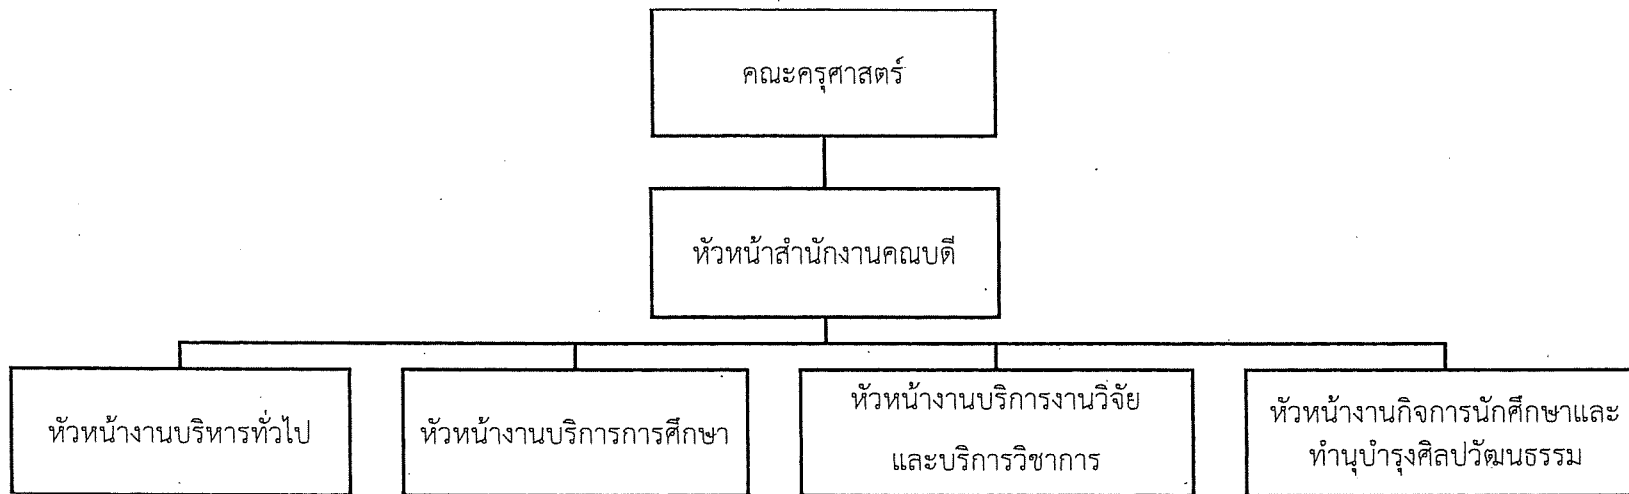 คณะครุศาสตร์
หัวหน้าสำนักงานคณบดี
หัวหน้างานบริหารทั่วไป
หัวหน้างานบริการการศึกษา
หัวหน้างานบริการงานวิจัย
และบริการวิชาการ
หัวหน้างานกิจการนักศึกษาและ
ทำนุบำรุงศิลปวัฒนธรรม